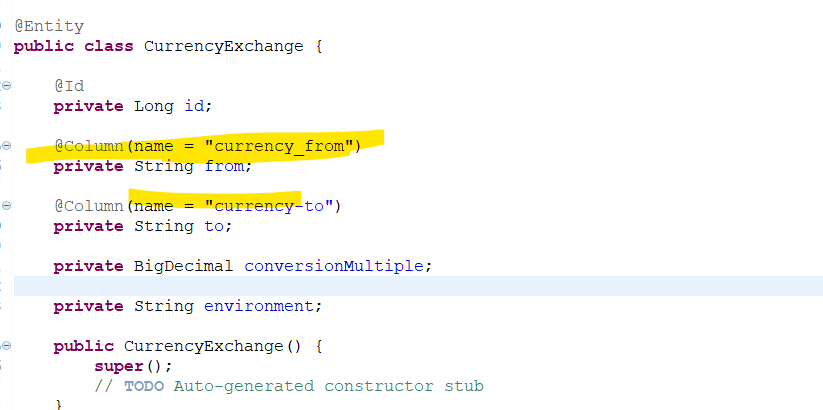 @Entity
public class CurrencyExchange {
@Id
private Long id;
@Column(name = "currency_from")
private String from;
@Column(name = "currency-to")
private String to;
private BigDecimal conversionMultiple;
private String environment;
public CurrencyExchange() {
super();
// TODO Auto-generated constructor stub
}